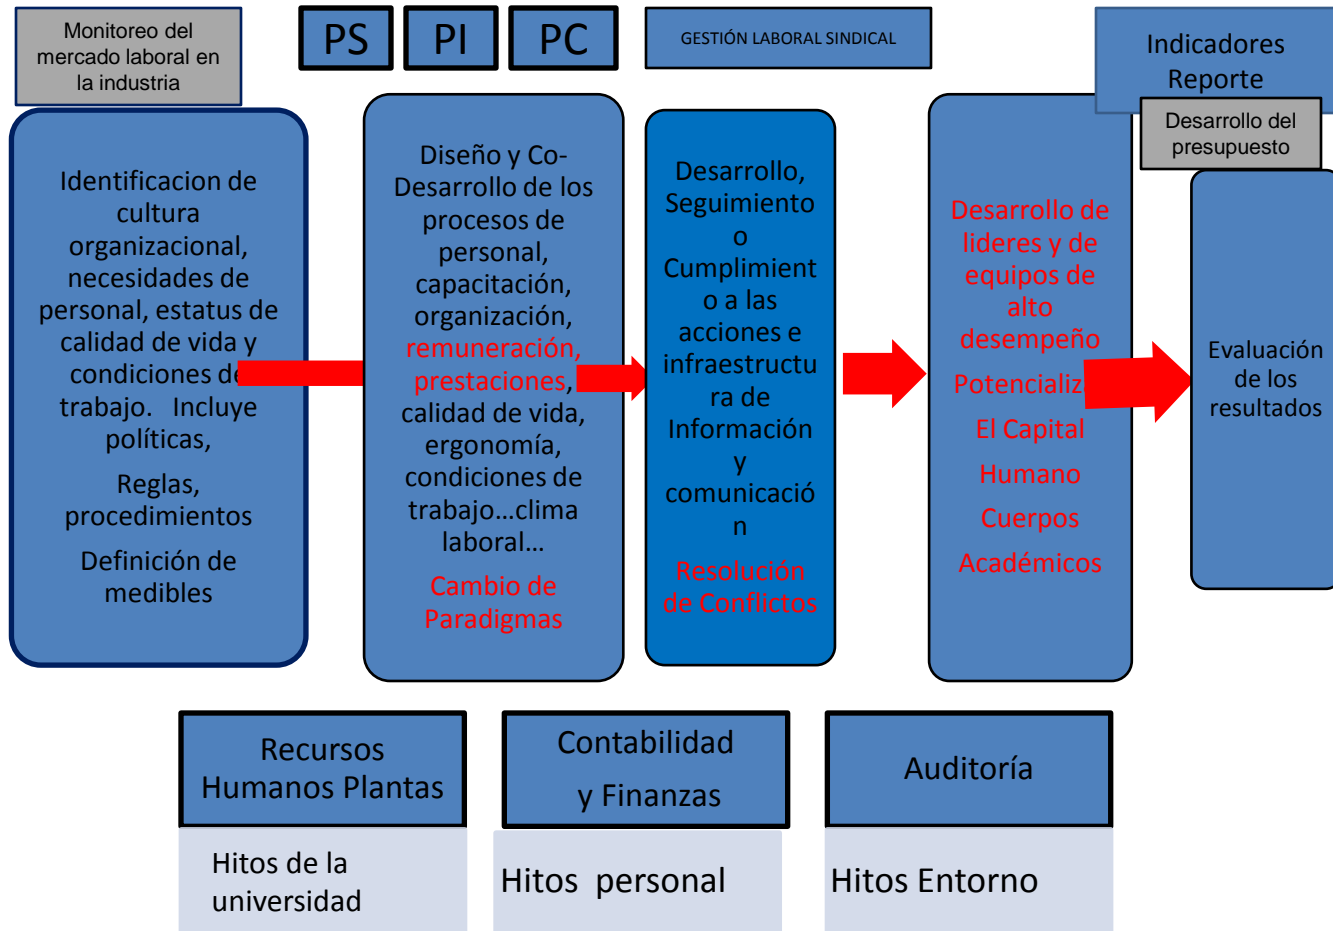 Monitoreo del
mercado laboral en
la industria
PS
PI
PC
GESTIÓN LABORAL SINDICAL
Indicadores
Reporte
Desarrollo del
presupuesto
Identificacion de
cultura
organizacional,
necesidades de
personal, estatus de
calidad de vida y
condiciones de
trabajo. Incluye
políticas,
Reglas,
procedimientos
Definición de
medibles
Diseño y Co-
Desarrollo de los
procesos de
personal,
capacitación,
organización,
remuneración,
prestaciones,
calidad de vida,
ergonomía,
condiciones de
trabajo...clima
laboral...
Cambio de
Paradigmas
Desarrollo,
Seguimiento
o
Cumplimient
o a las
acciones e
infraestructu
ra de
Información
y
comunicació
n
Resolución
de Conflictos
Desarrollo de
lideres y de
equipos de
alto
desempeño
Potencializa
El Capital
Humano
Cuerpos
Académicos
Evaluación
de los
resultados
Recursos
Humanos Plantas
Contabilidad
y Finanzas
Auditoría
Hitos de la
universidad
Hitos personal
Hitos Entorno